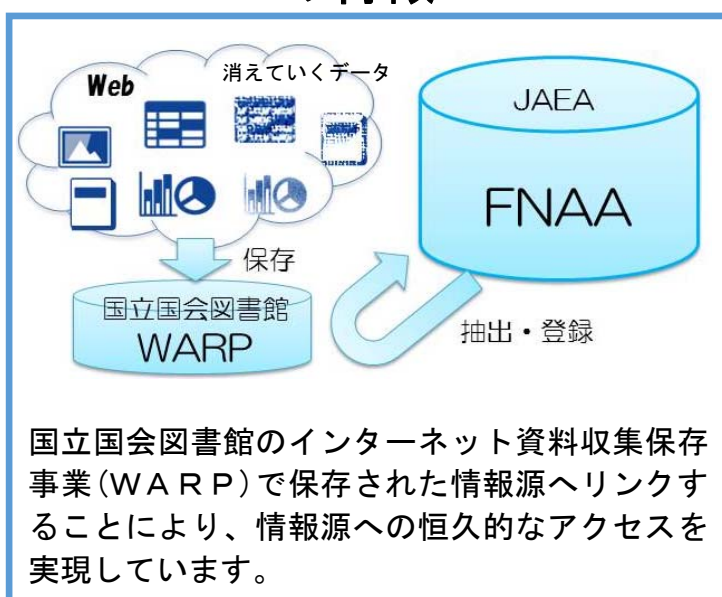 Web
消えていくデータ
JAEA
FNAA
保存
国立国会図書館
WARP
抽出・登録
国立国会図書館のインターネット資料収集保存
事業(ＷＡＲＰ)で保存された情報源へリンクす
ることにより、情報源への恒久的なアクセスを
実現しています。